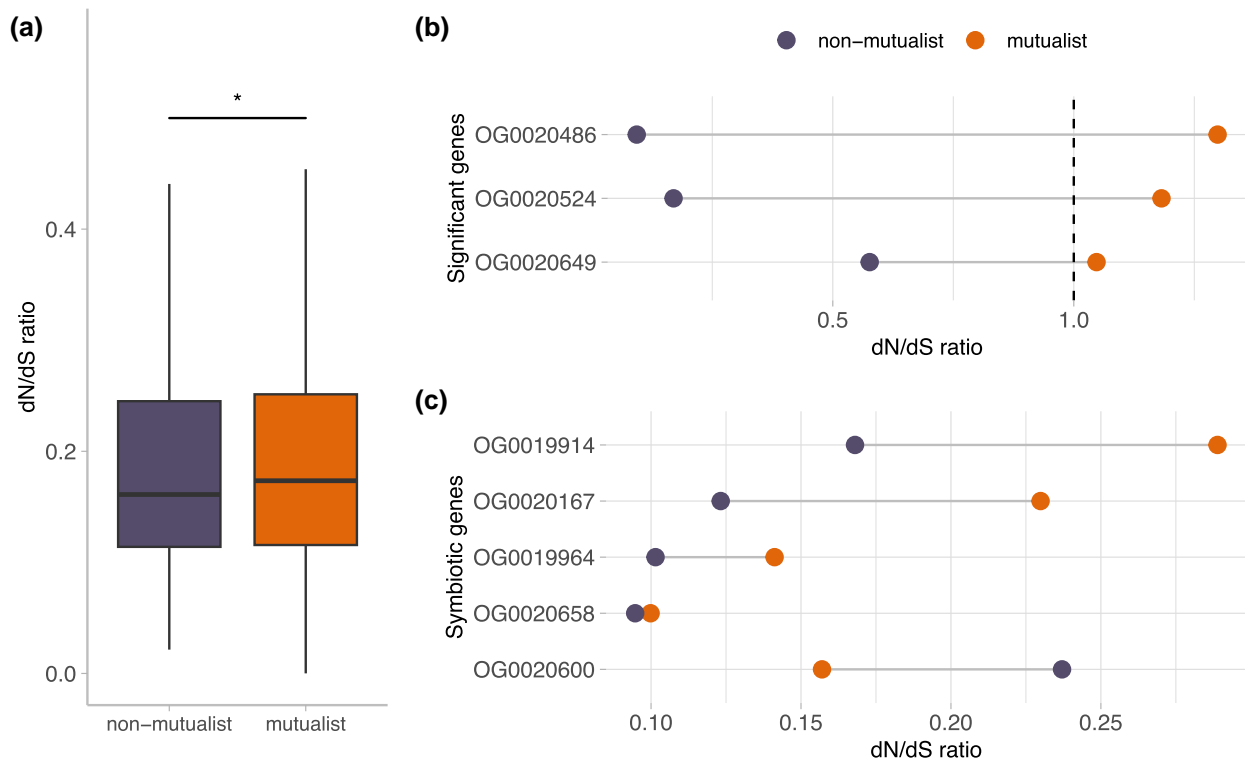 (a)
*
0.4
0.2
0.0
dN/dS ratio
non−mutualist
mutualist
(b)
non−mutualist
mutualist
Significant genes
OG0020486
OG0020524
OG0020649
0.5
1.0
dN/dS ratio
(c)
Symbiotic genes
OG0019914
OG0020167
OG0019964
OG0020658
OG0020600
0.10
0.15
0.20
0.25
dN/dS ratio